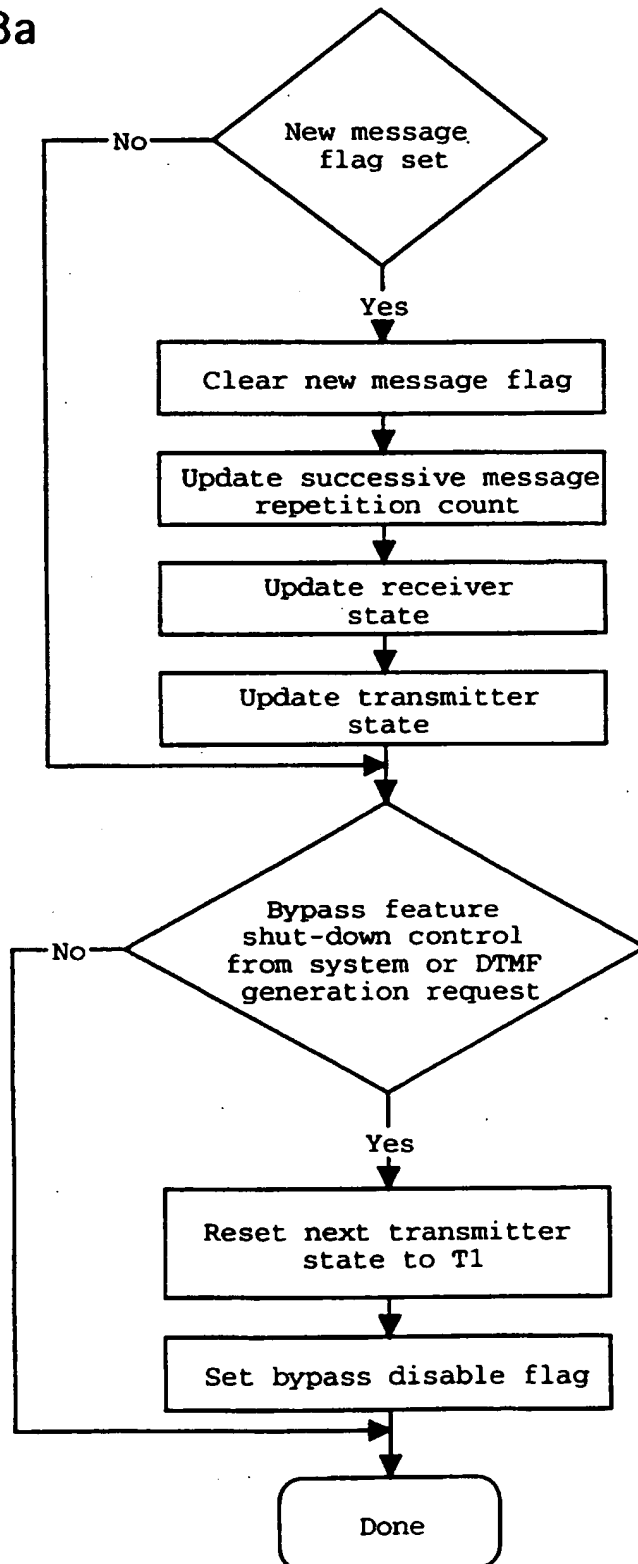 3a
New message
flag set
No
Yes
Clear new message flag
Update successive message
repetition count
Update receiver
state
Update transmitter
state
Bypass feature
shut-down control
from system or DTMF
generation request
No
Yes
Reset next transmitter
state to T1
Set bypass disable flag
Done